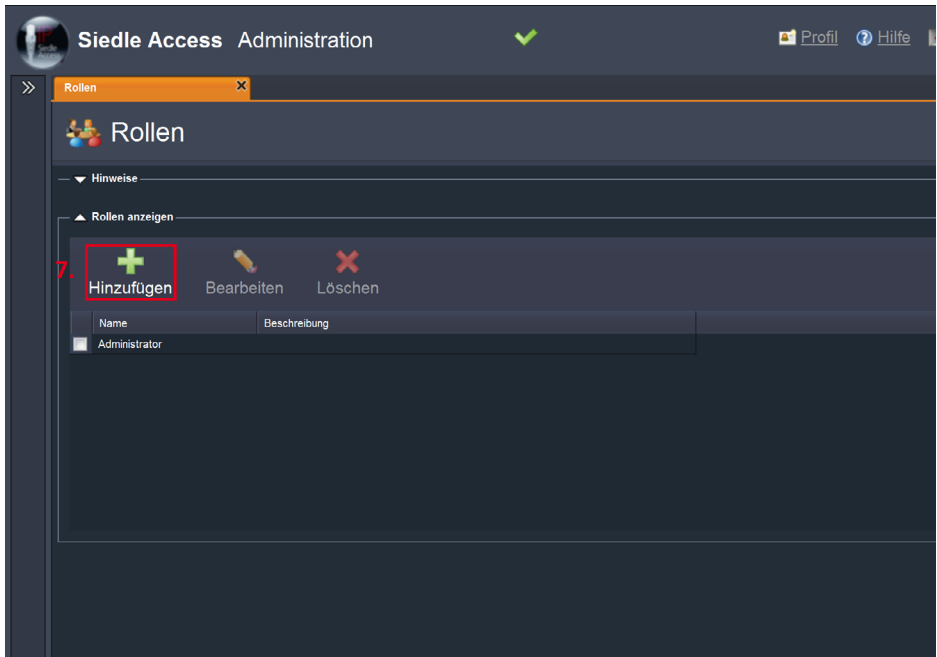 Siedle Access Administration
Profil
Hilfe
Rollen
Rollen
Hinweise
Rollen anzeigen
7.
Hinzufügen
Bearbeiten
Löschen
Name Beschreibung
Administrator